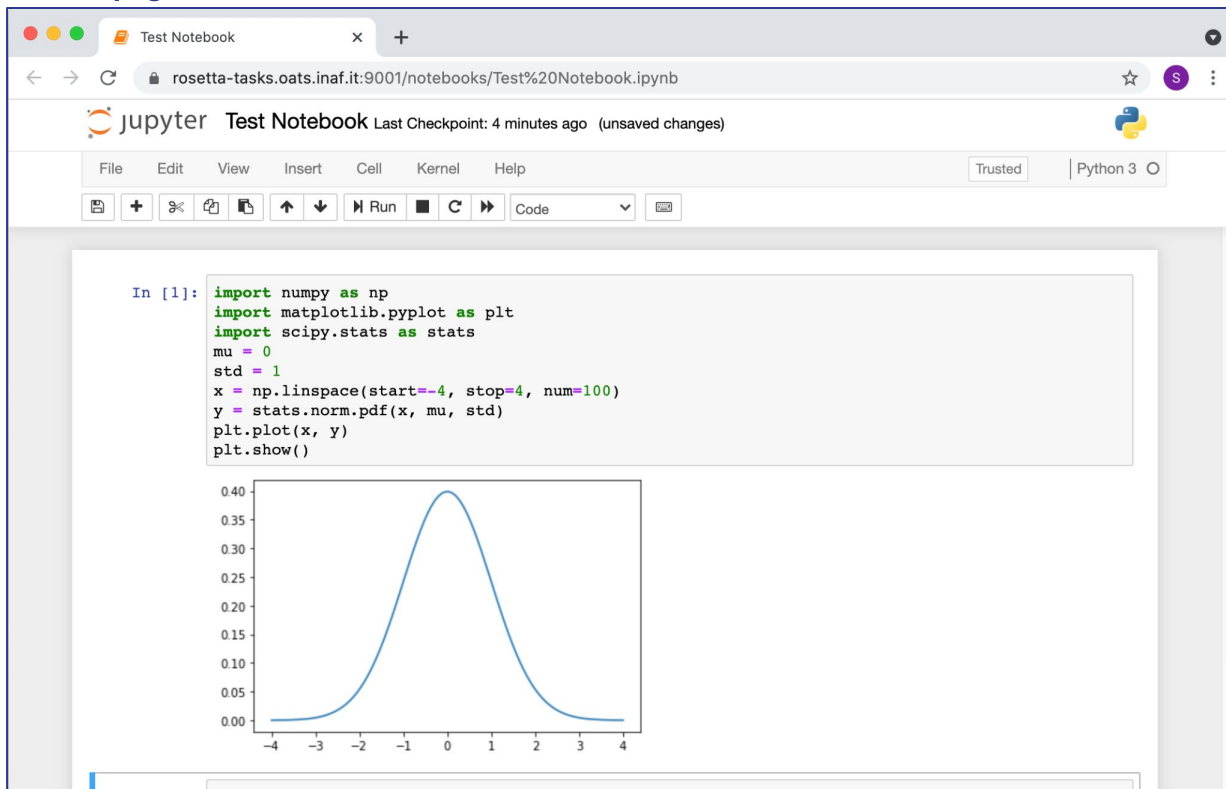 Test Notebook
rosetta-tasks.oats.inaf.it:9001/notebooks/Test%20Notebook.ipynb
S
jupyter Test Notebook Last Checkpoint: 4 minutes ago (unsaved changes)
File Edit View Insert Cell Kernel Help Trusted Python 3
Run Code
In [1]: import numpy as np
import matplotlib.pyplot as plt
import scipy.stats as stats
mu = 0
std = 1
x = np.linspace(start=-4, stop=4, num=100)
y = stats.norm.pdf(x, mu, std)
plt.plot(x, y)
plt.show()
0.40
0.35
0.30
0.25
0.20
0.15
0.10
0.05
0.00
−4 −3 −2 −1 0 1 2 3 4